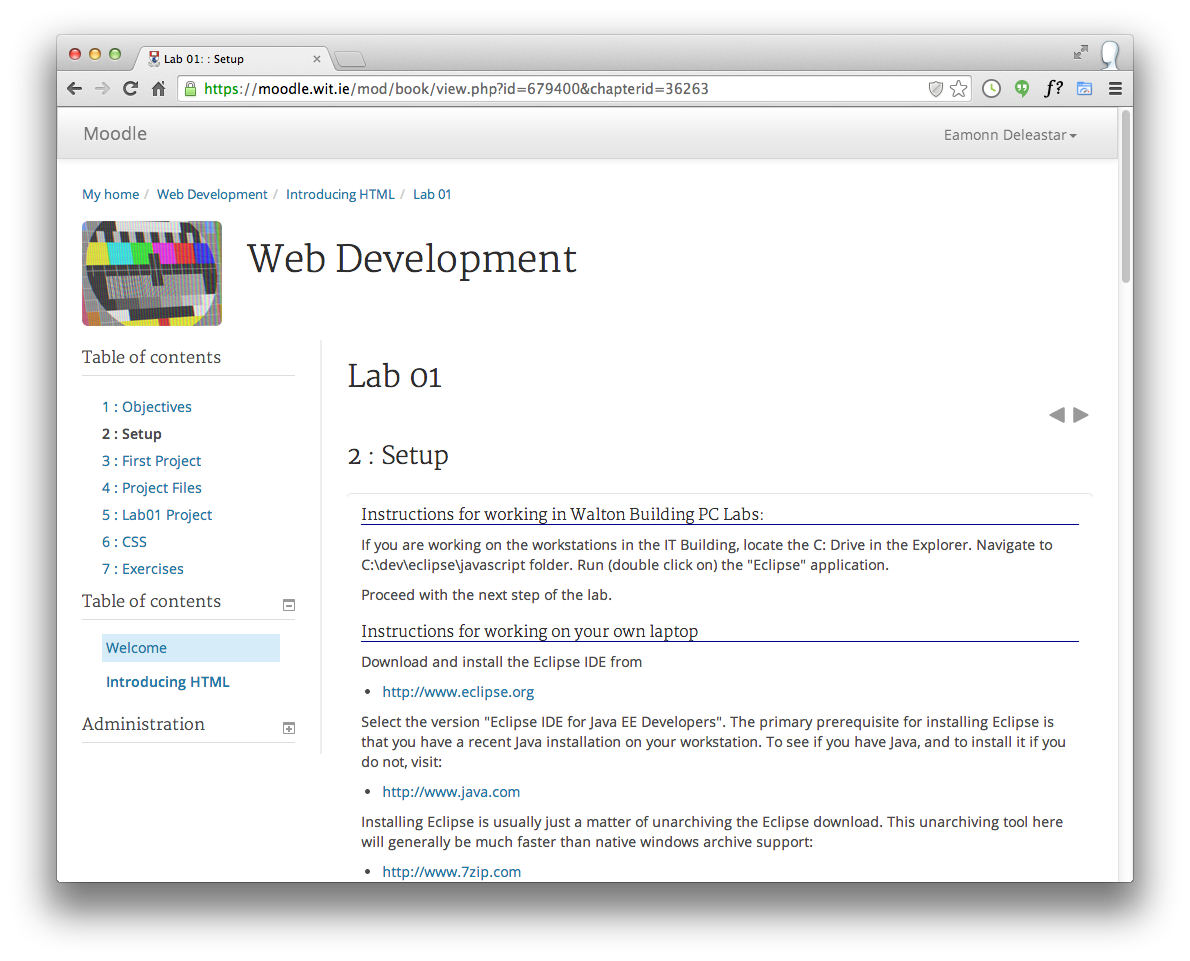 Lab 01: : Setup
https://moodle.wit.ie/mod/book/view.php?id=679400&chapterid=36263
f?
Moodle
Eamonn Deleastar
My home / Web Development / Introducing HTML / Lab 01
Web Development
Table of contents
1 : Objectives
2 : Setup
3 : First Project
4 : Project Files
5 : Lab01 Project
6 : CSS
7 : Exercises
Table of contents
Welcome
Introducing HTML
Administration
Lab 01
2 : Setup
Instructions for working in Walton Building PC Labs:
If you are working on the workstations in the IT Building, locate the C: Drive in the Explorer. Navigate to
C:\dev\eclipse\javascript folder. Run (double click on) the "Eclipse" application.
Proceed with the next step of the lab.
Instructions for working on your own laptop
Download and install the Eclipse IDE from
• http://www.eclipse.org
Select the version "Eclipse IDE for Java EE Developers". The primary prerequisite for installing Eclipse is
that you have a recent Java installation on your workstation. To see if you have Java, and to install it if you
do not, visit:
• http://www.java.com
Installing Eclipse is usually just a matter of unarchiving the Eclipse download. This unarchiving tool here
will generally be much faster than native windows archive support:
• http://www.7zip.com